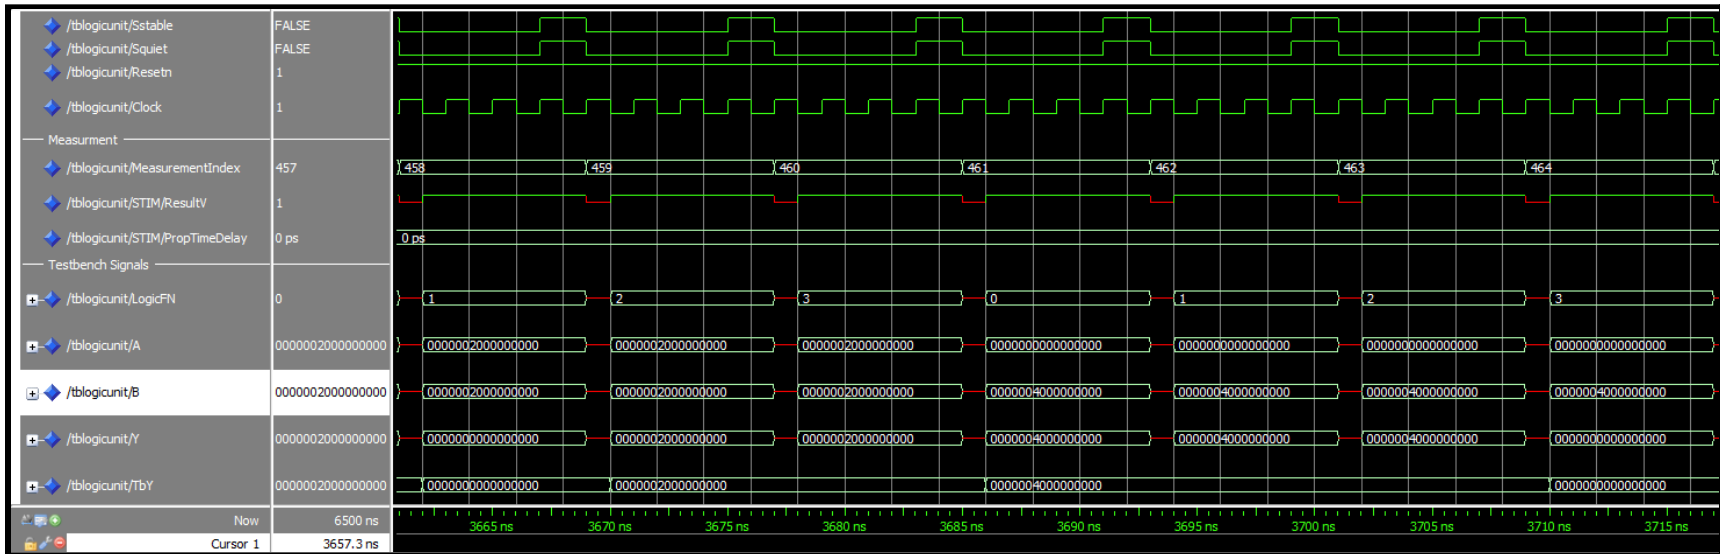 /tblogicunit/Sstable FALSE
/tblogicunit/Squiet FALSE
/tblogicunit/Resetn 1
/tblogicunit/Clock 1
Measurment
/tblogicunit/MeasurementIndex 457 458 459 460 461 462 463 464
/tblogicunit/STIM/ResultV 1
/tblogicunit/STIM/PropTimeDelay 0 ps 0 ps
Testbench Signals
/tblogicunit/LogicFN 0 1 2 3 0 1 2 3
/tblogicunit/A 0000002000000000 0000002000000000 0000002000000000 0000002000000000 0000000000000000 0000000000000000 0000000000000000 0000000000000000
/tblogicunit/B 0000002000000000 0000002000000000 0000002000000000 0000002000000000 0000004000000000 0000004000000000 0000004000000000 0000004000000000
/tblogicunit/Y 0000002000000000 0000000000000000 0000002000000000 0000002000000000 0000004000000000 0000004000000000 0000004000000000 0000000000000000
/tblogicunit/TbY 0000002000000000 0000000000000000 0000002000000000 0000004000000000 0000000000000000
Now 6500 ns 3665 ns 3670 ns 3675 ns 3680 ns 3685 ns 3690 ns 3695 ns 3700 ns 3705 ns 3710 ns 3715 ns
Cursor 1 3657.3 ns